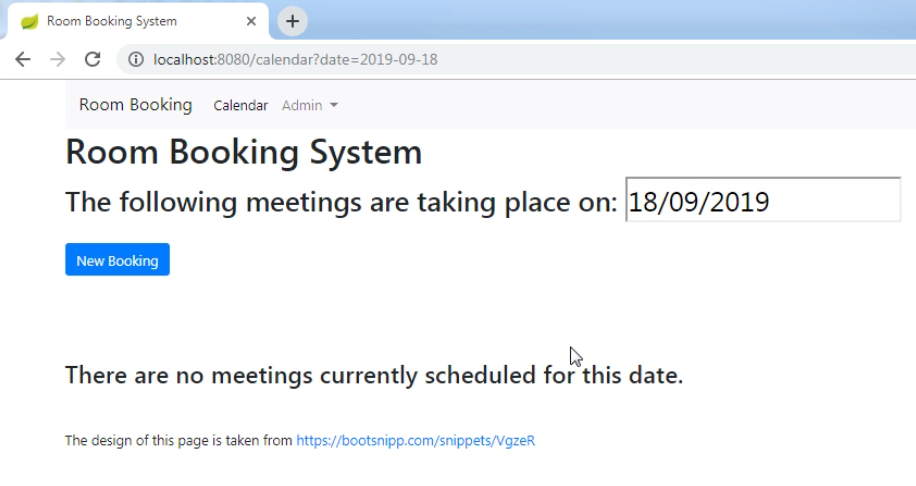 Room Booking System
localhost:8080/calendar?date=2019-09-18
Room Booking Calendar Admin
Room Booking System
The following meetings are taking place on: 18/09/2019
New Booking
There are no meetings currently scheduled for this date.
The design of this page is taken from https://bootsnipp.com/snippets/VgzeR